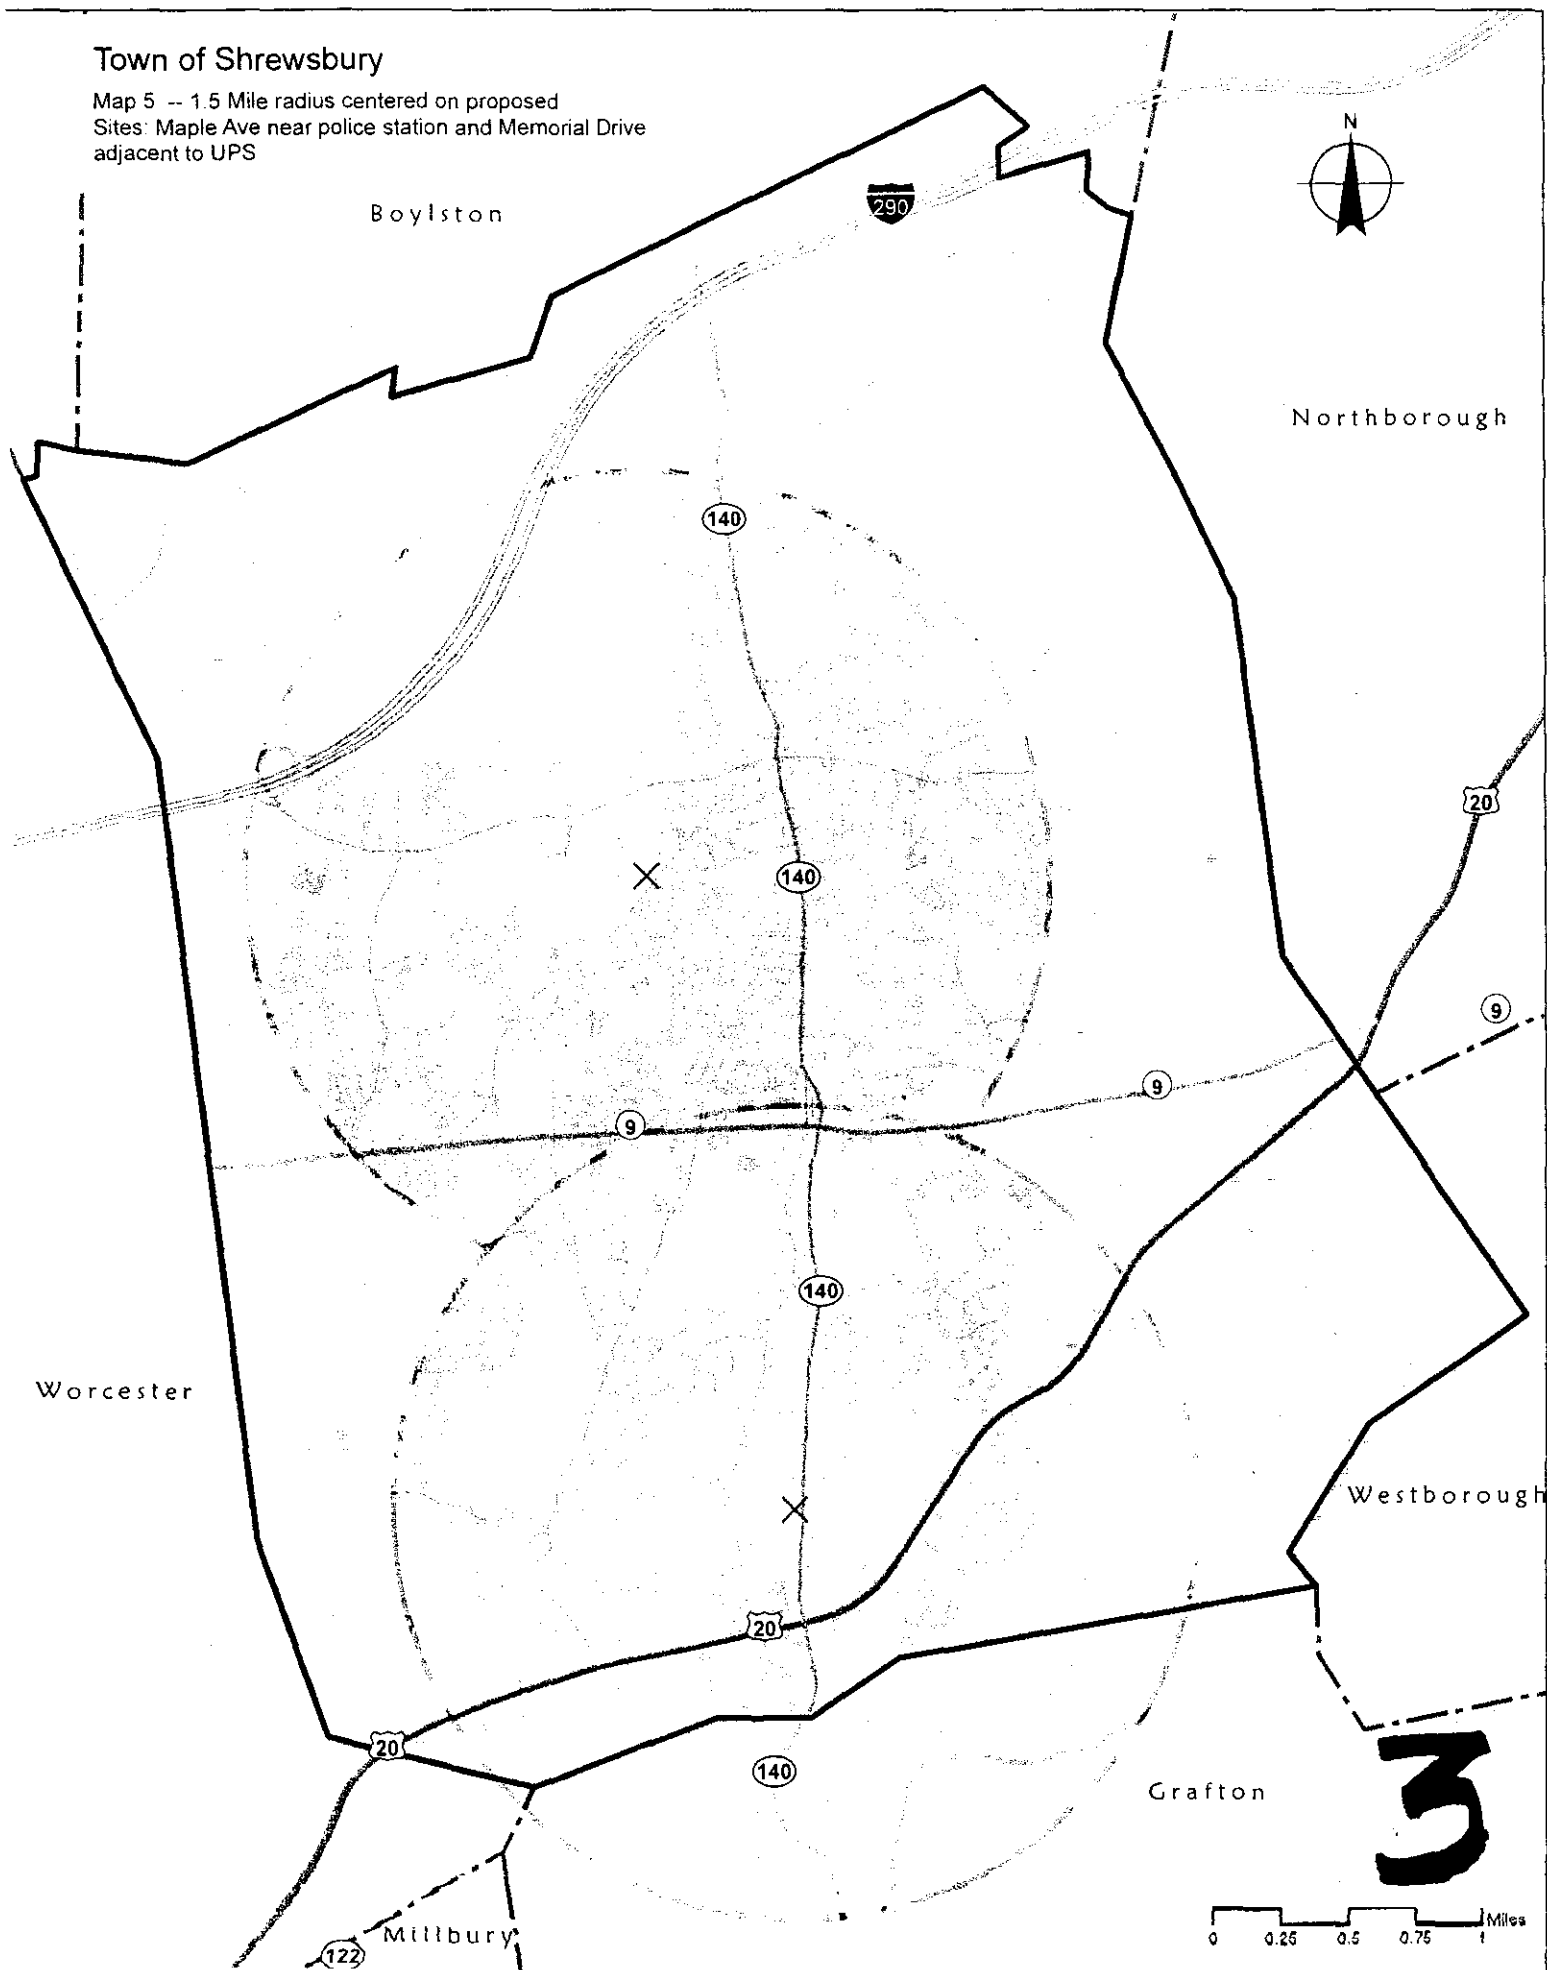 Town of Shrewsbury
Map 5 -- 1.5 Mile radius centered on proposed
Sites: Maple Ave near police station and Memorial Drive
adjacent to UPS
N
Boylston
290
Northborough
140
20
140
9
9
9
140
Worcester
Westborough
20
20
140
Grafton
3
Millbury
122
Miles
0 0.25 0.5 0.75 1